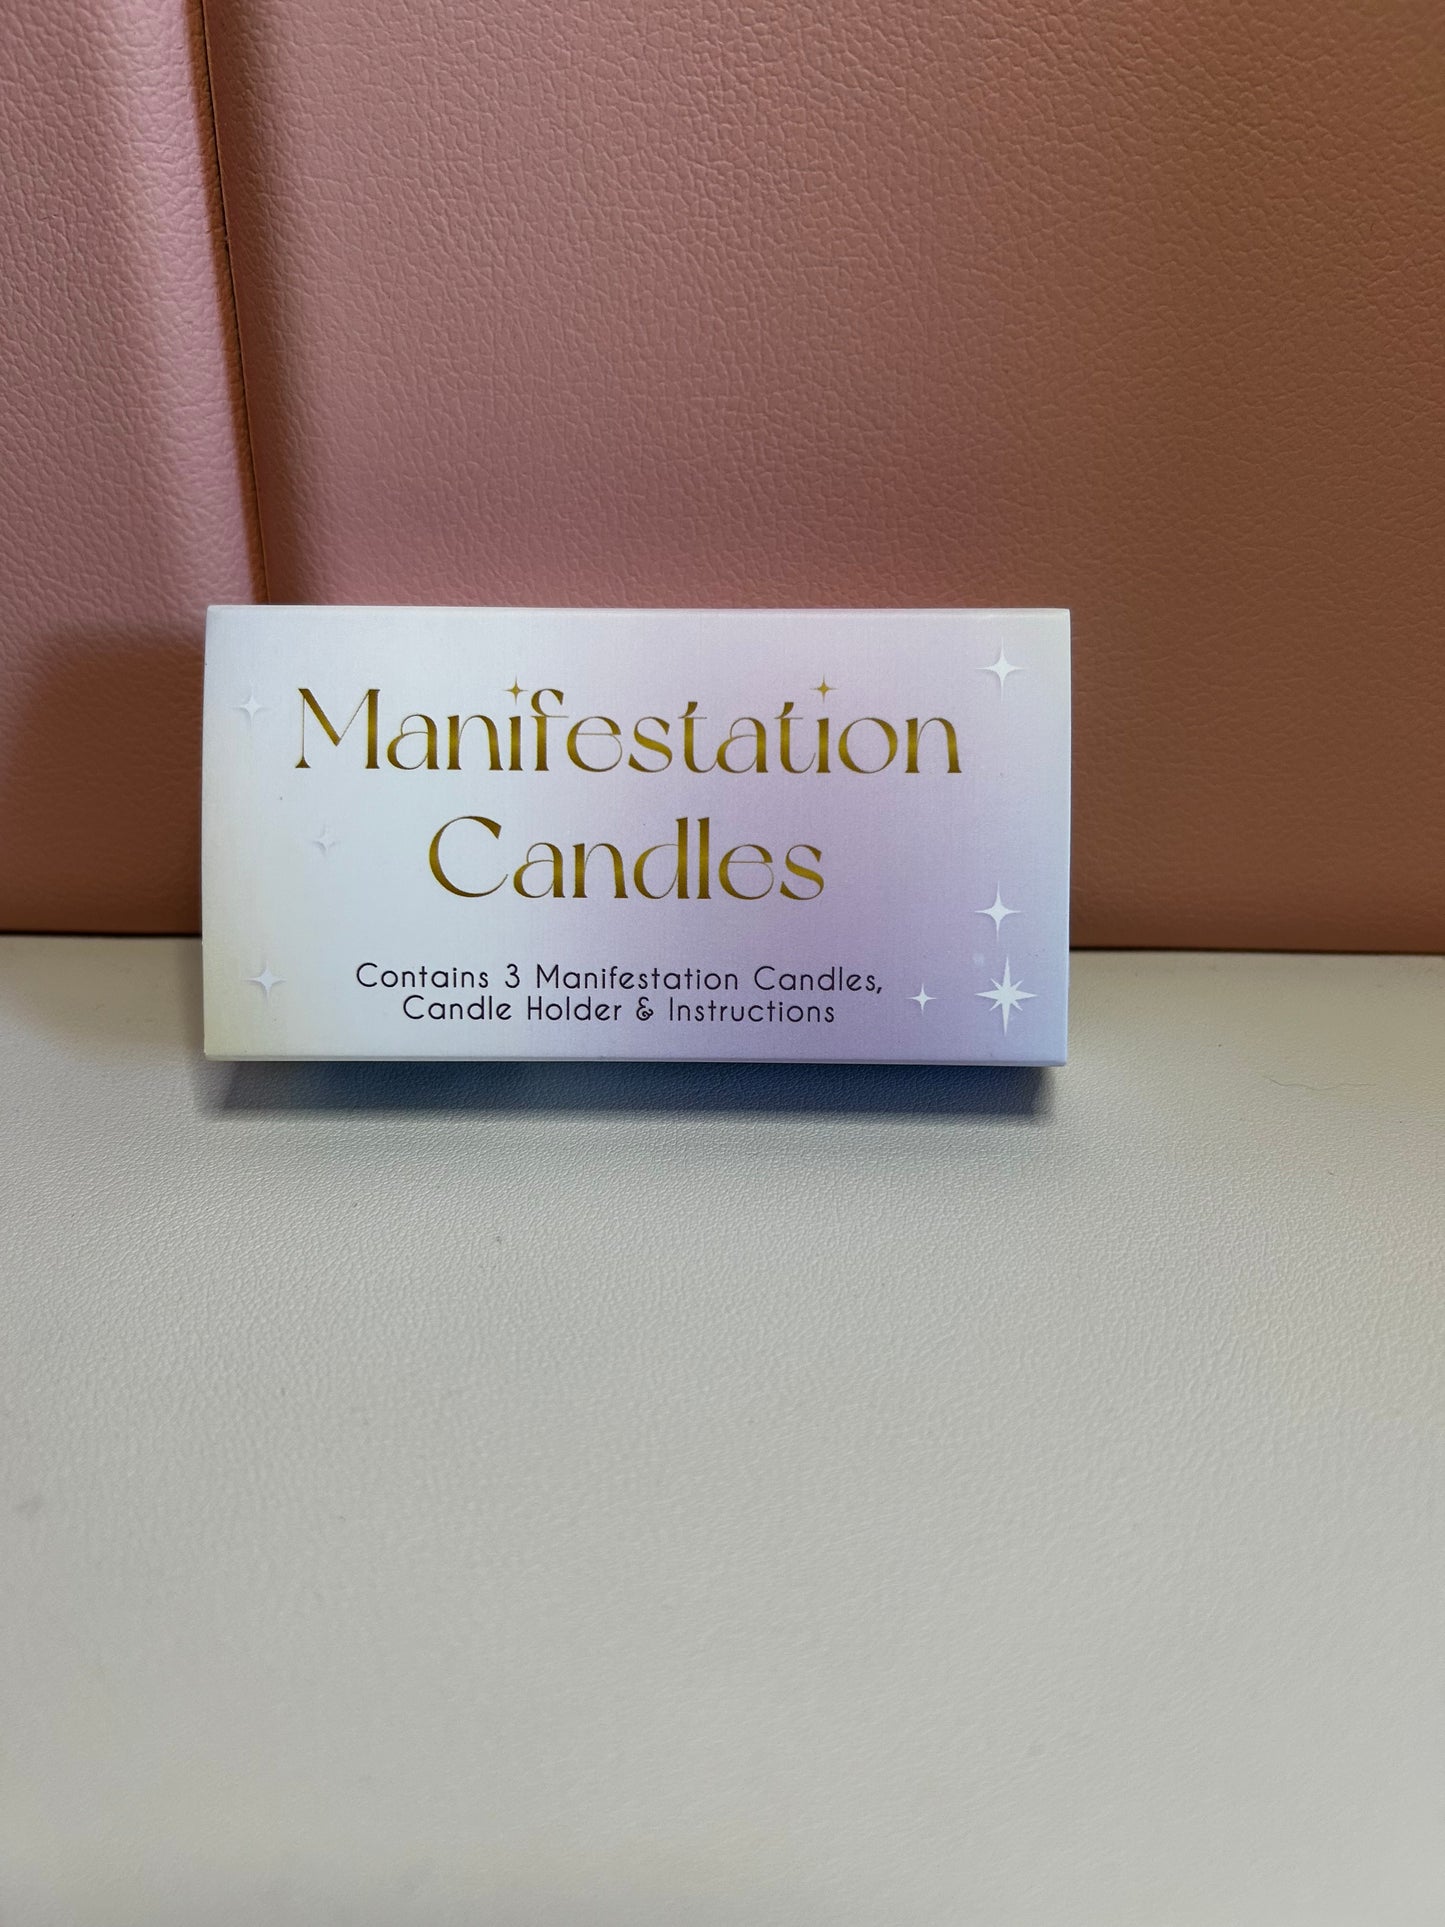 Manifestation
Candles
Contains 3 Manifestation Candles,
Candle Holder & Instructions